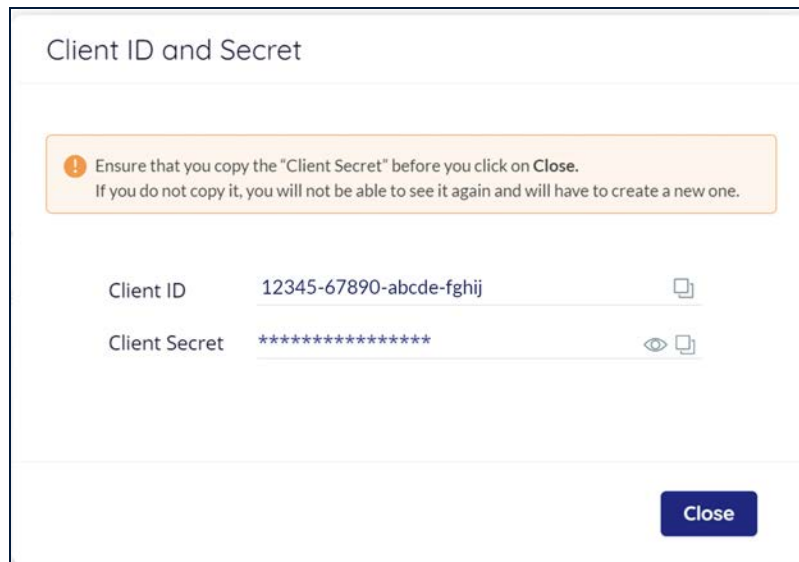 Client ID and Secret
Ensure that you copy the “Client Secret” before you click on Close.
If you do not copy it, you will not be able to see it again and will have to create a new one.
Client ID 12345-67890-abcde-fghij
Client Secret ****************
Close